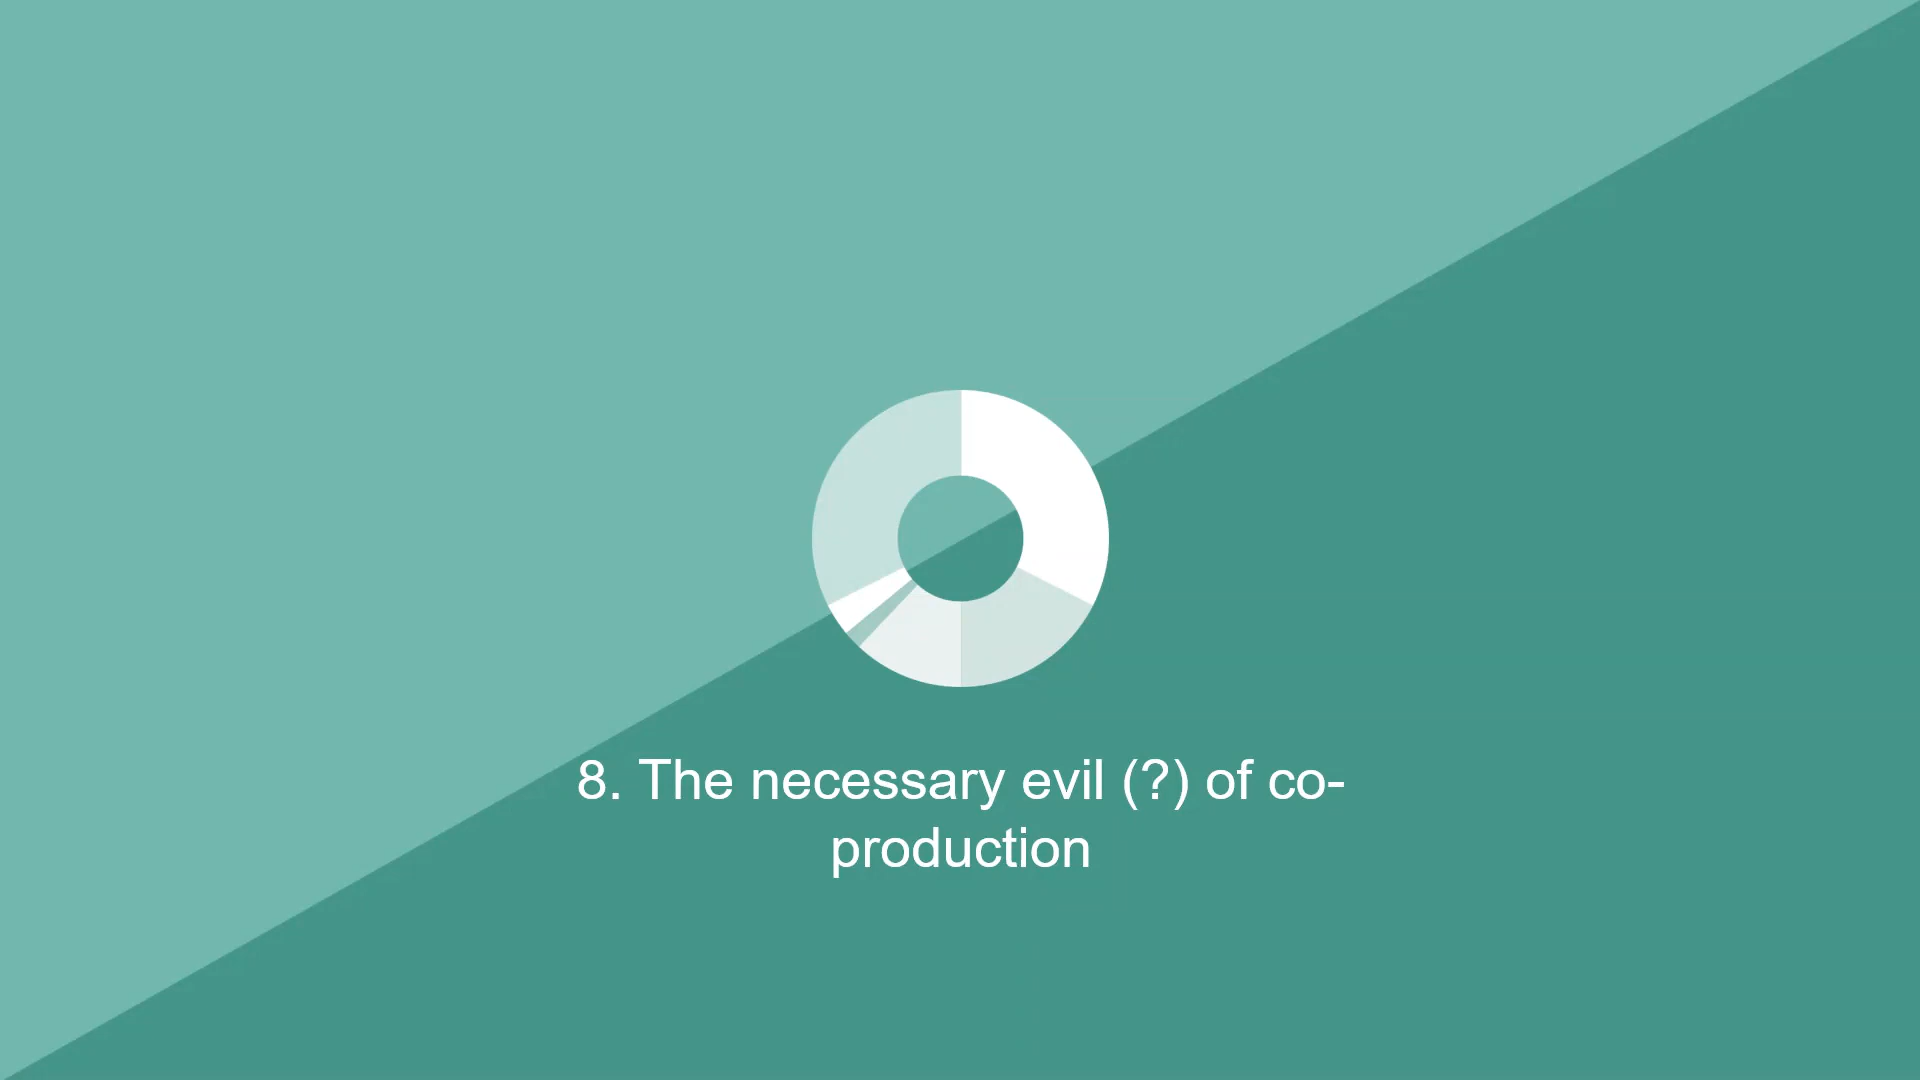 8. The necessary evil (?) of co-
production